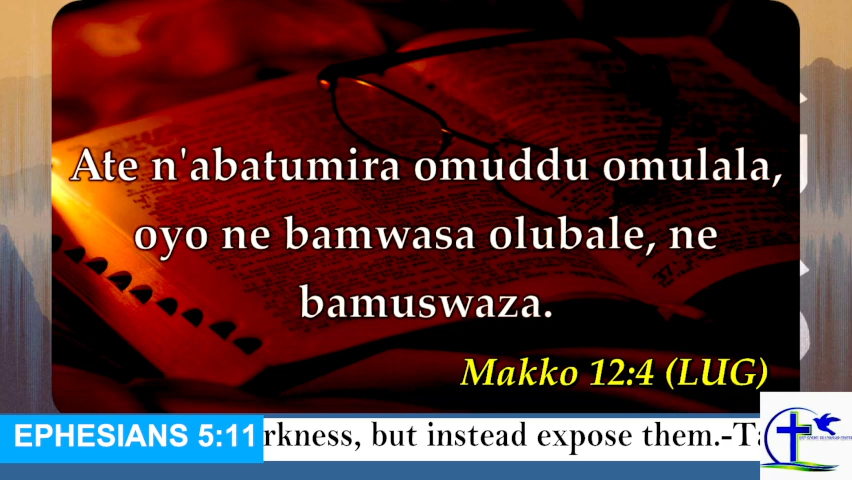 Ate n'abatumira omuddu omulala,
oyo ne bamwasa olubale, ne
bamuswaza.
Makko 12:4 (LUG)
EPHESIANS 5:11 rkness, but instead expose them.-Ta